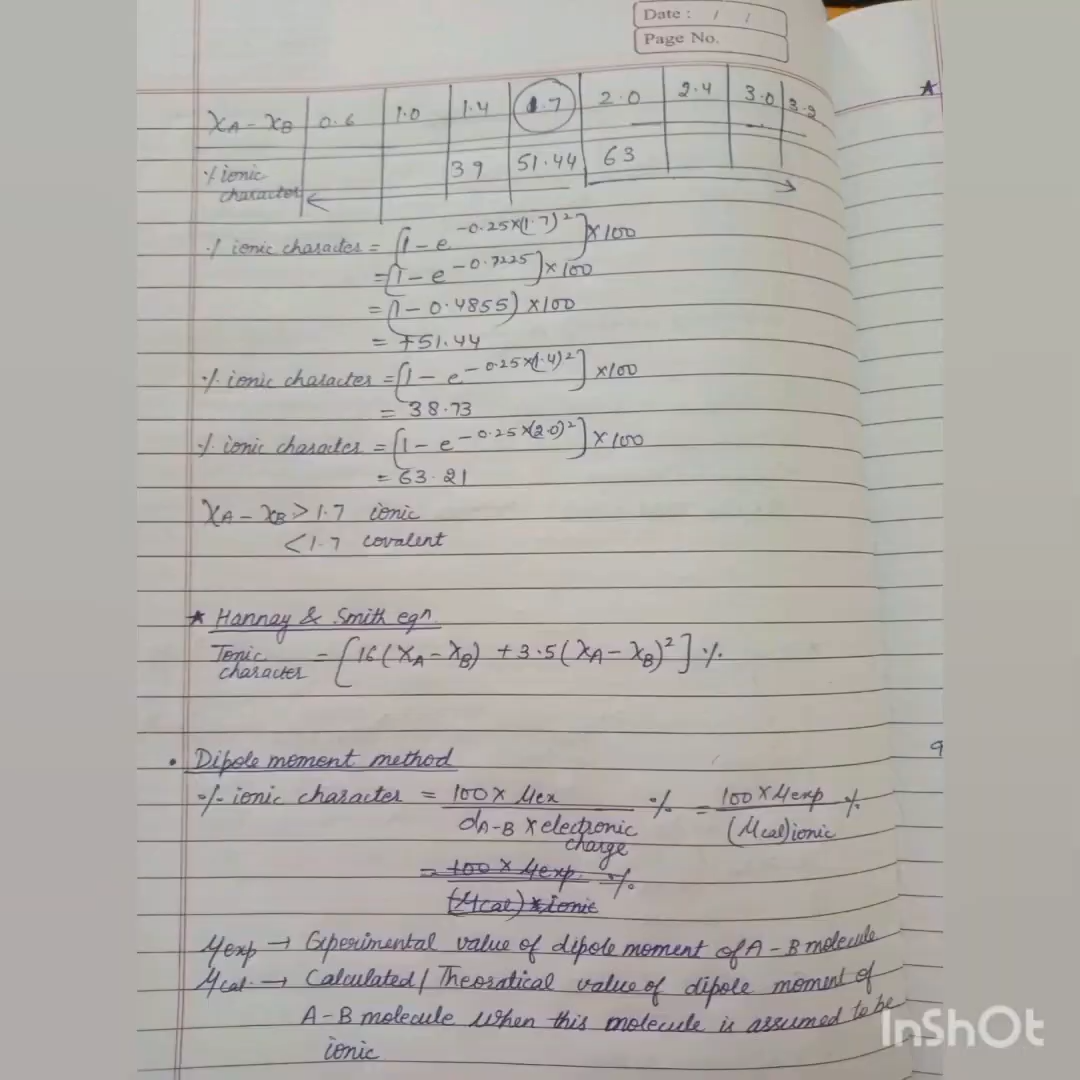 Date : / /
Page No.
χA − χB 0.6 1.0 1.4 1.7 2.0 2.4 3.0 3.2
% ionic character 39 51.44 63
% ionic character = [1 − e^−0.25×(1.7)²] × 100
= [1 − e^−0.7225] × 100
= (1 − 0.4855) × 100
= 51.44
% ionic character = [1 − e^−0.25×(1.4)²] × 100
= 38.73
% ionic character = [1 − e^−0.25×(2.0)²] × 100
= 63.21
χA − χB > 1.7 ionic
< 1.7 covalent
★ Hannay & Smith eqn.
Ionic character = [16(χA − χB) + 3.5(χA − χB)²] %
• Dipole moment method
% ionic character = 100 × μex / dA−B × electronic charge % = 100 × μexp / (μcal)ionic %
= 100 × μexp / (μcal) × ionic %
μexp → Experimental value of dipole moment of A − B molecule
μcal. → Calculated / Theoratical value of dipole moment of
A − B molecule when this molecule is assumed to be
ionic
InShOt